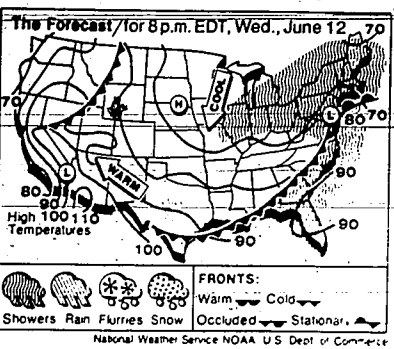 The Forecast/for 8 p.m. EDT, Wed., June 12
70
70
COOL
H
L
80 70
WARM
L
80
90
100 110
90
High
Temperatures
100
90
90
Showers Rain Flurries Snow
FRONTS:
Warm Cold
Occluded Stationary
National Weather Service NOAA U S Dept of Commerce